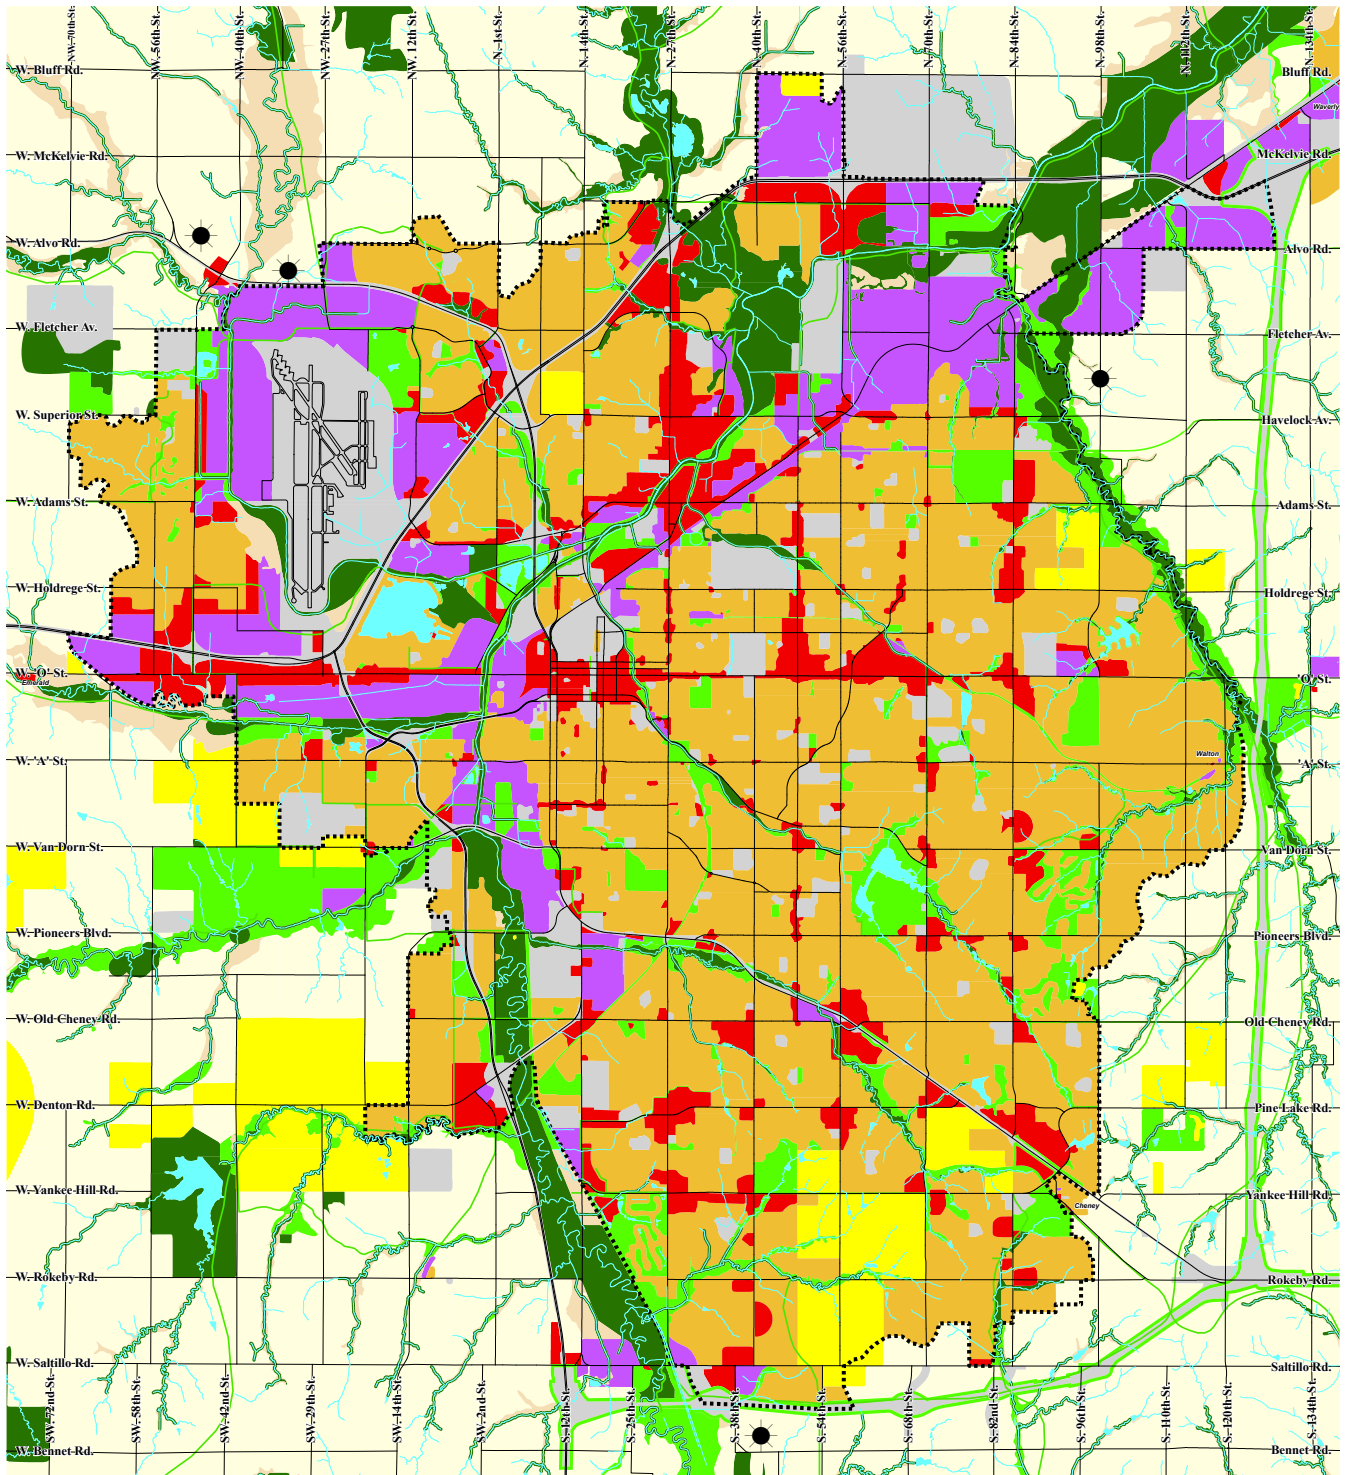 NW 70th St.
NW 56th St.
NW 40th St.
NW 27th St.
NW 12th St.
N. 1st St.
N. 14th St.
N. 27th St.
N. 40th St.
N. 56th St.
N. 70th St.
N. 84th St.
N. 98th St.
N. 112th St.
N. 134th St.
W. Bluff Rd.
Bluff Rd.
Waverly
W. McKelvie Rd.
McKelvie Rd.
W. Alvo Rd.
Alvo Rd.
W. Fletcher Av.
Fletcher Av.
W. Superior St.
Havelock Av.
W. Adams St.
Adams St.
W. Holdrege St.
Holdrege St.
W. 'O' St.
'O' St.
Emerald
Walton
W. 'A' St.
'A' St.
W. Van Dorn St.
Van Dorn St.
W. Pioneers Blvd.
Pioneers Blvd.
W. Old Cheney Rd.
Old Cheney Rd.
W. Denton Rd.
Pine Lake Rd.
W. Yankee Hill Rd.
Yankee Hill Rd.
Cheney
W. Rokeby Rd.
Rokeby Rd.
W. Saltillo Rd.
Saltillo Rd.
SW. 72nd St.
SW. 58th St.
SW. 42nd St.
SW. 29th St.
SW. 14th St.
SW. 2nd St.
S. 12th St.
S. 25th St.
S. 38th St.
S. 54th St.
S. 68th St.
S. 82nd St.
S. 96th St.
S. 110th St.
S. 120th St.
S. 134th St.
W. Bennet Rd.
Bennet Rd.